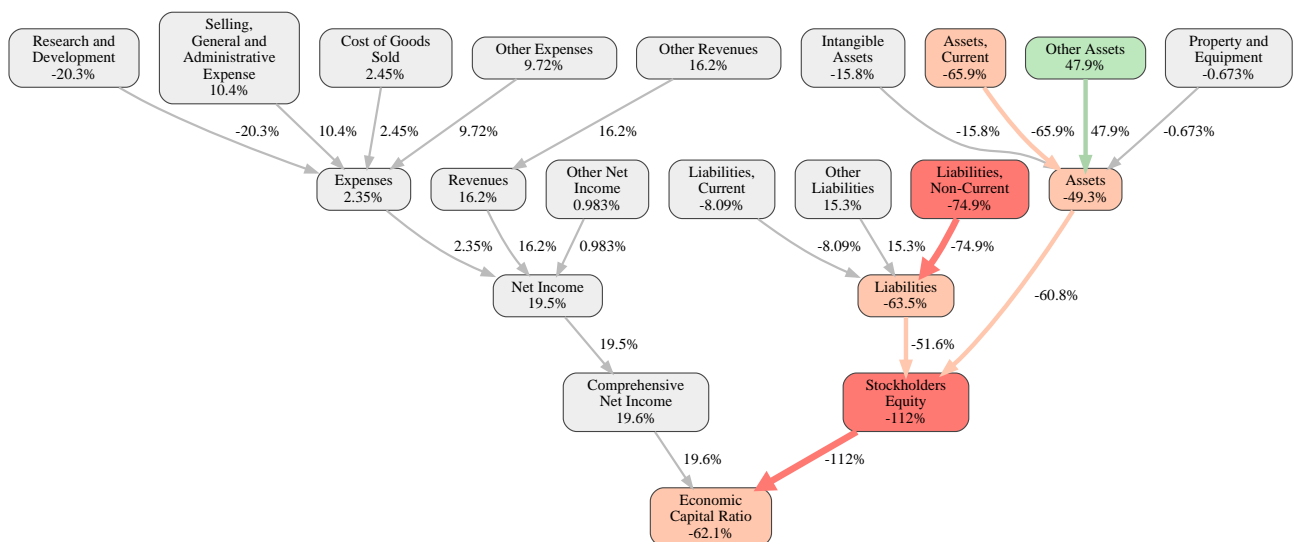 Research and
Development
-20.3%
Selling,
General and
Administrative
Expense
10.4%
Cost of Goods
Sold
2.45%
Other Expenses
9.72%
Other Revenues
16.2%
Intangible
Assets
-15.8%
Assets,
Current
-65.9%
Other Assets
47.9%
Property and
Equipment
-0.673%
-20.3%
10.4%
2.45%
9.72%
16.2%
-15.8%
-65.9%
47.9%
-0.673%
Expenses
2.35%
Revenues
16.2%
Other Net
Income
0.983%
Liabilities,
Current
-8.09%
Other
Liabilities
15.3%
Liabilities,
Non-Current
-74.9%
Assets
-49.3%
2.35%
16.2%
0.983%
-8.09%
15.3%
-74.9%
-60.8%
Net Income
19.5%
Liabilities
-63.5%
19.5%
-51.6%
Comprehensive
Net Income
19.6%
Stockholders
Equity
-112%
19.6%
-112%
Economic
Capital Ratio
-62.1%